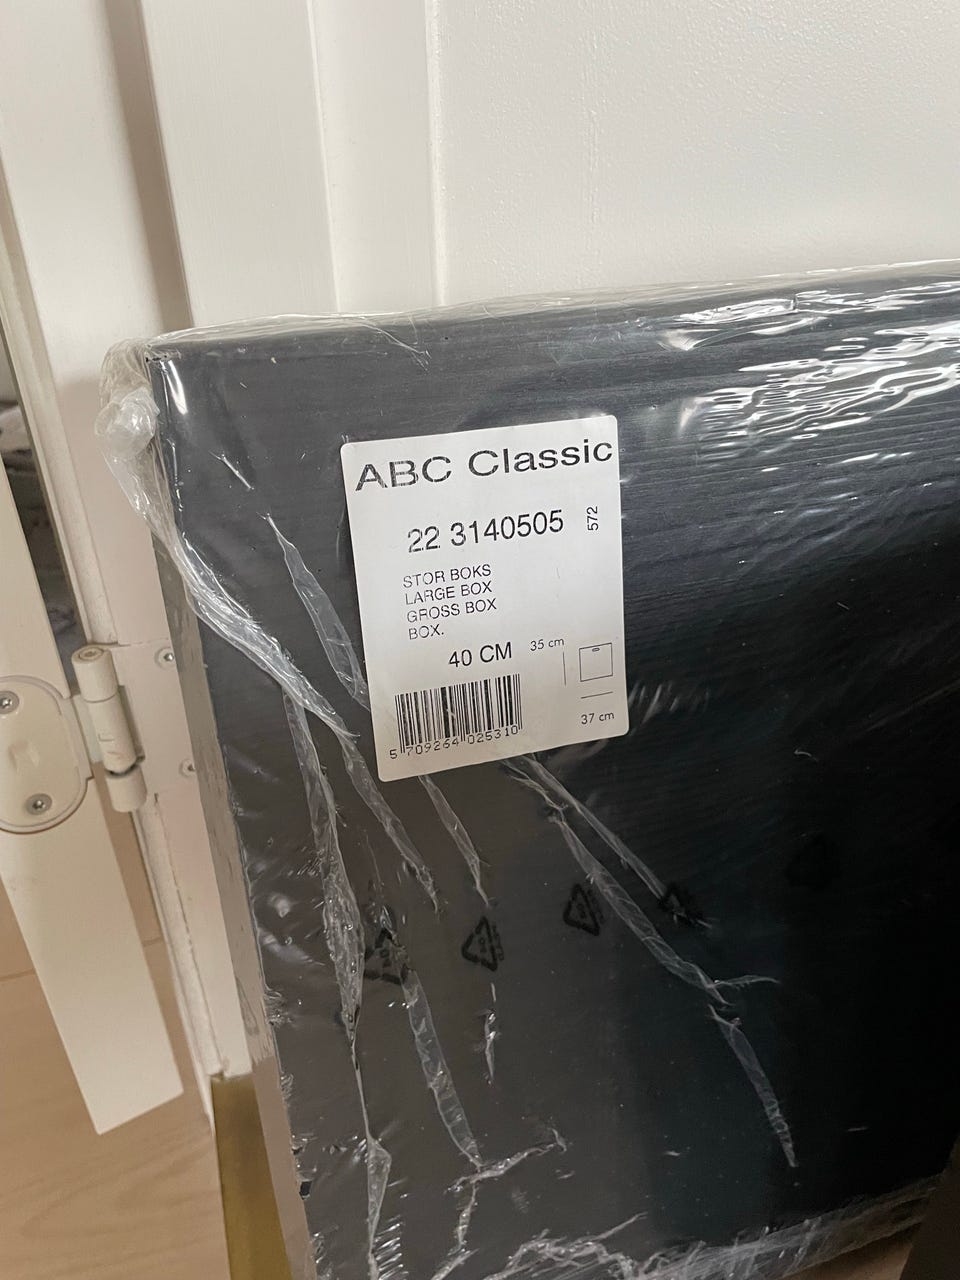 ABC Classic
22 3140505
572
STOR BOKS
LARGE BOX
GROSS BOX
BOX.
40 CM
35 cm
37 cm
5 709264 025310